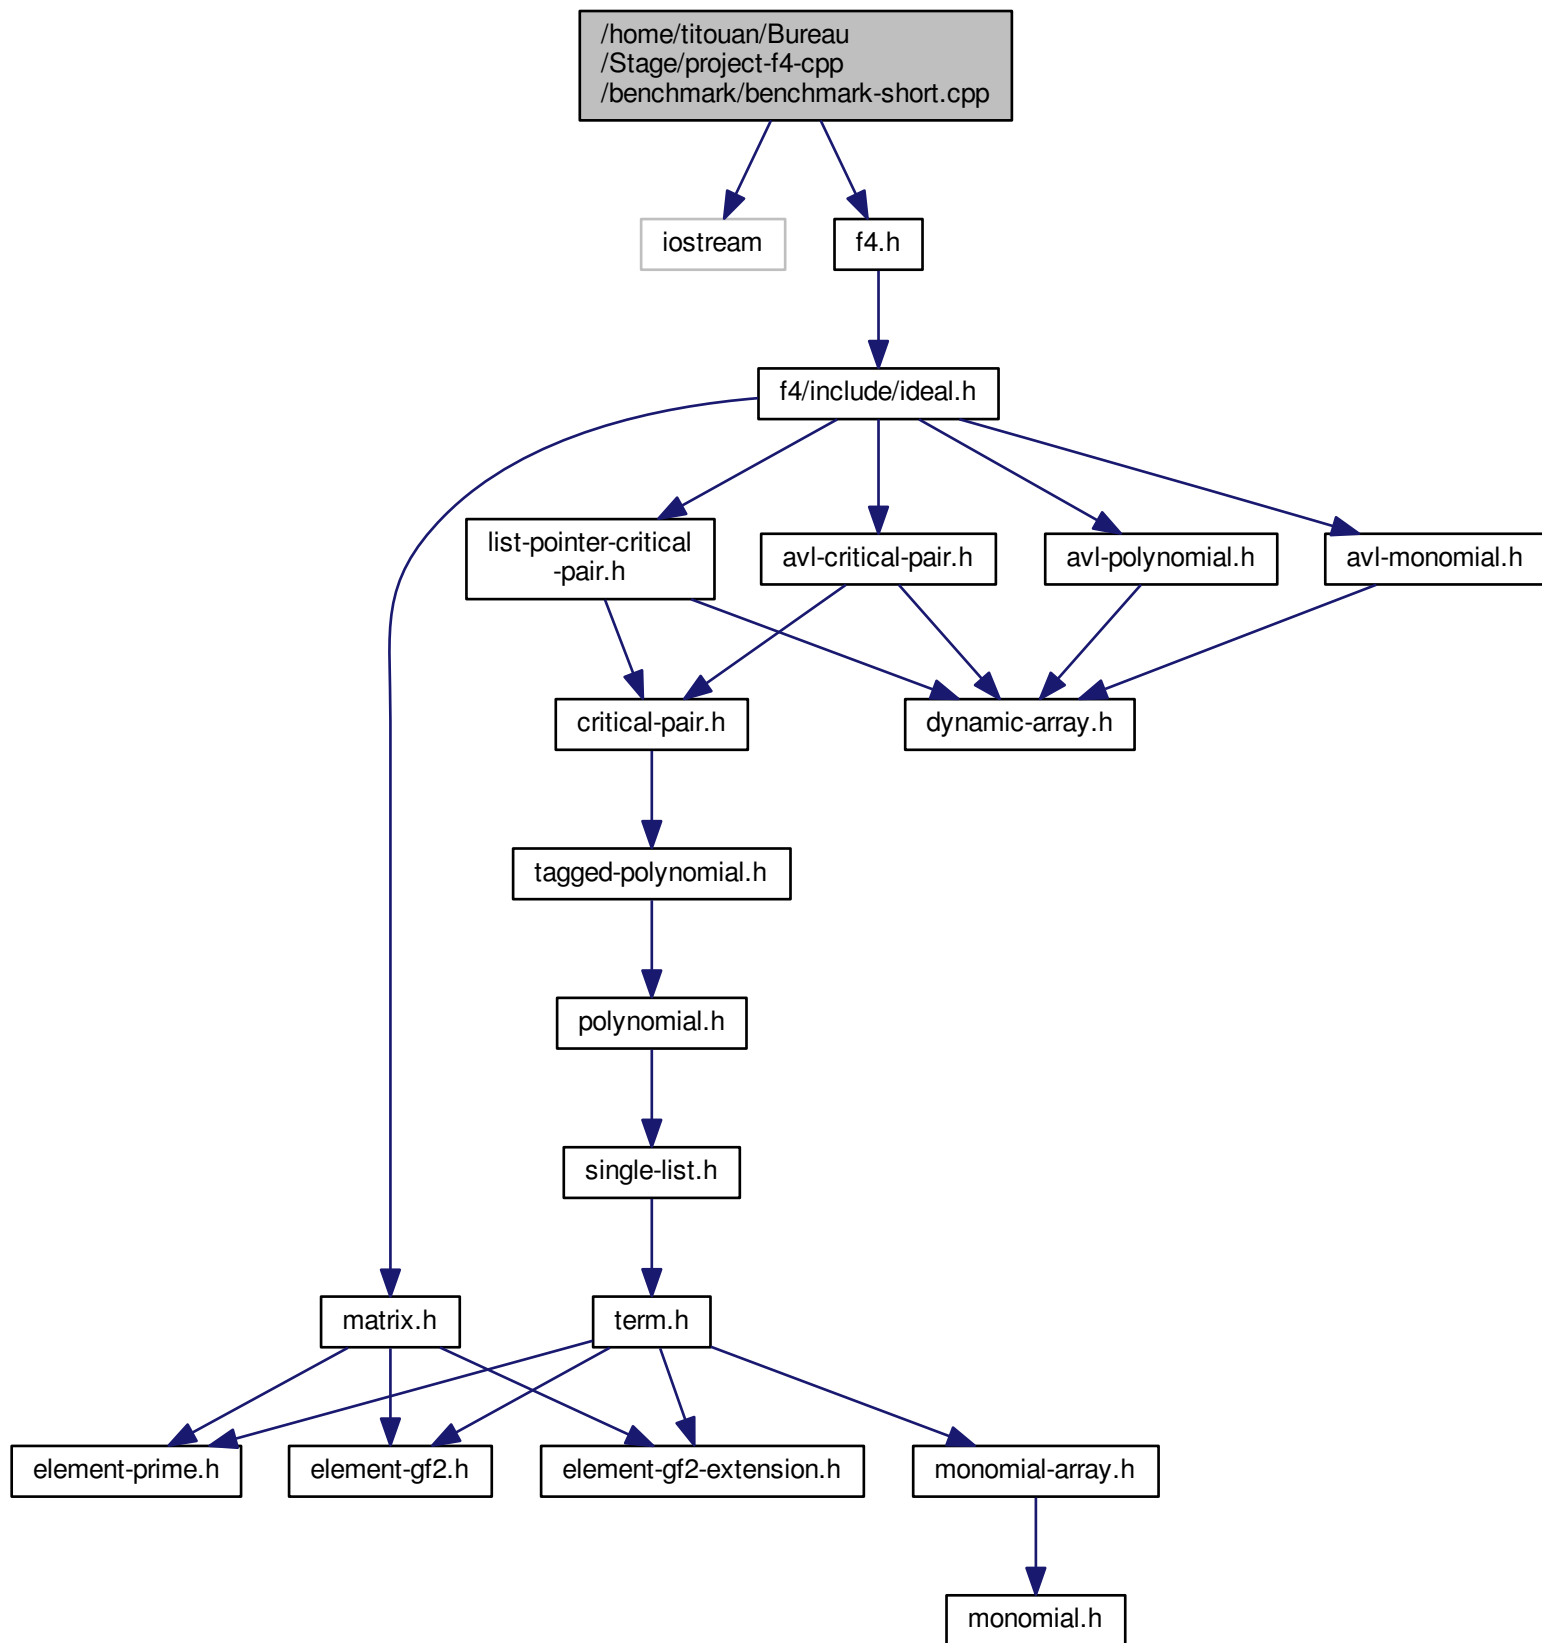 /home/titouan/Bureau
/Stage/project-f4-cpp
/benchmark/benchmark-short.cpp
iostream
f4.h
f4/include/ideal.h
list-pointer-critical
-pair.h
avl-critical-pair.h
avl-polynomial.h
avl-monomial.h
critical-pair.h
dynamic-array.h
tagged-polynomial.h
polynomial.h
single-list.h
matrix.h
term.h
element-prime.h
element-gf2.h
element-gf2-extension.h
monomial-array.h
monomial.h